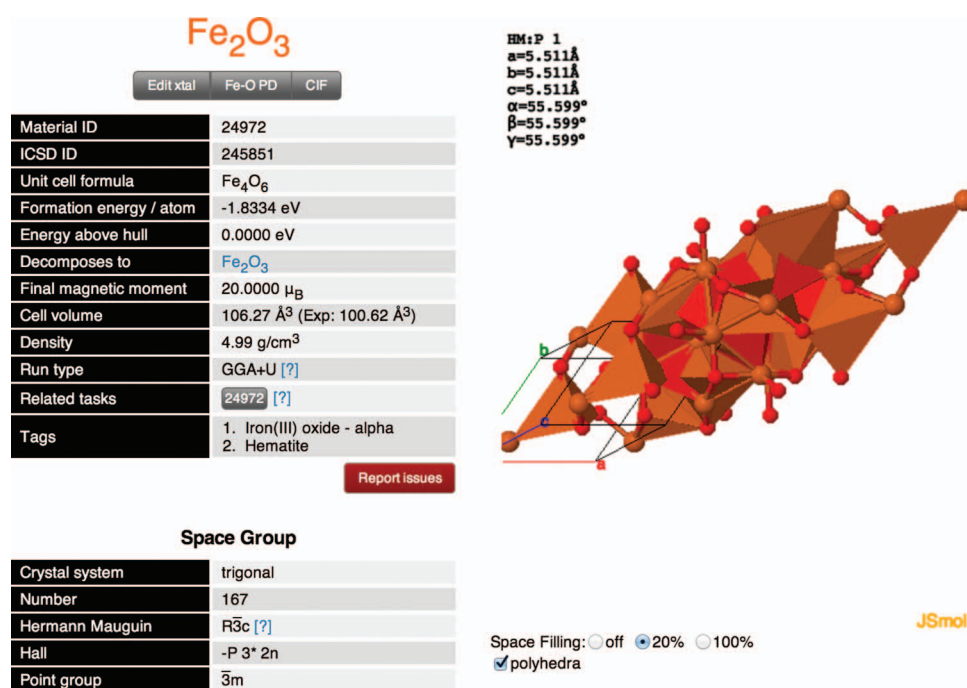 Fe₂O₃
Edit xtal Fe-O PD CIF
Material ID 24972
ICSD ID 245851
Unit cell formula Fe₄O₆
Formation energy / atom -1.8334 eV
Energy above hull 0.0000 eV
Decomposes to Fe₂O₃
Final magnetic moment 20.0000 μ_B
Cell volume 106.27 Å³ (Exp: 100.62 Å³)
Density 4.99 g/cm³
Run type GGA+U [?]
Related tasks 24972 [?]
Tags 1. Iron(III) oxide - alpha
2. Hematite
Report issues
Space Group
Crystal system trigonal
Number 167
Hermann Mauguin R3̅c [?]
Hall -P 3* 2n
Point group 3̅m
HM:P 1
a=5.511Å
b=5.511Å
c=5.511Å
α=55.599°
β=55.599°
γ=55.599°
b
c
a
JSmol
Space Filling: off 20% 100%
polyhedra